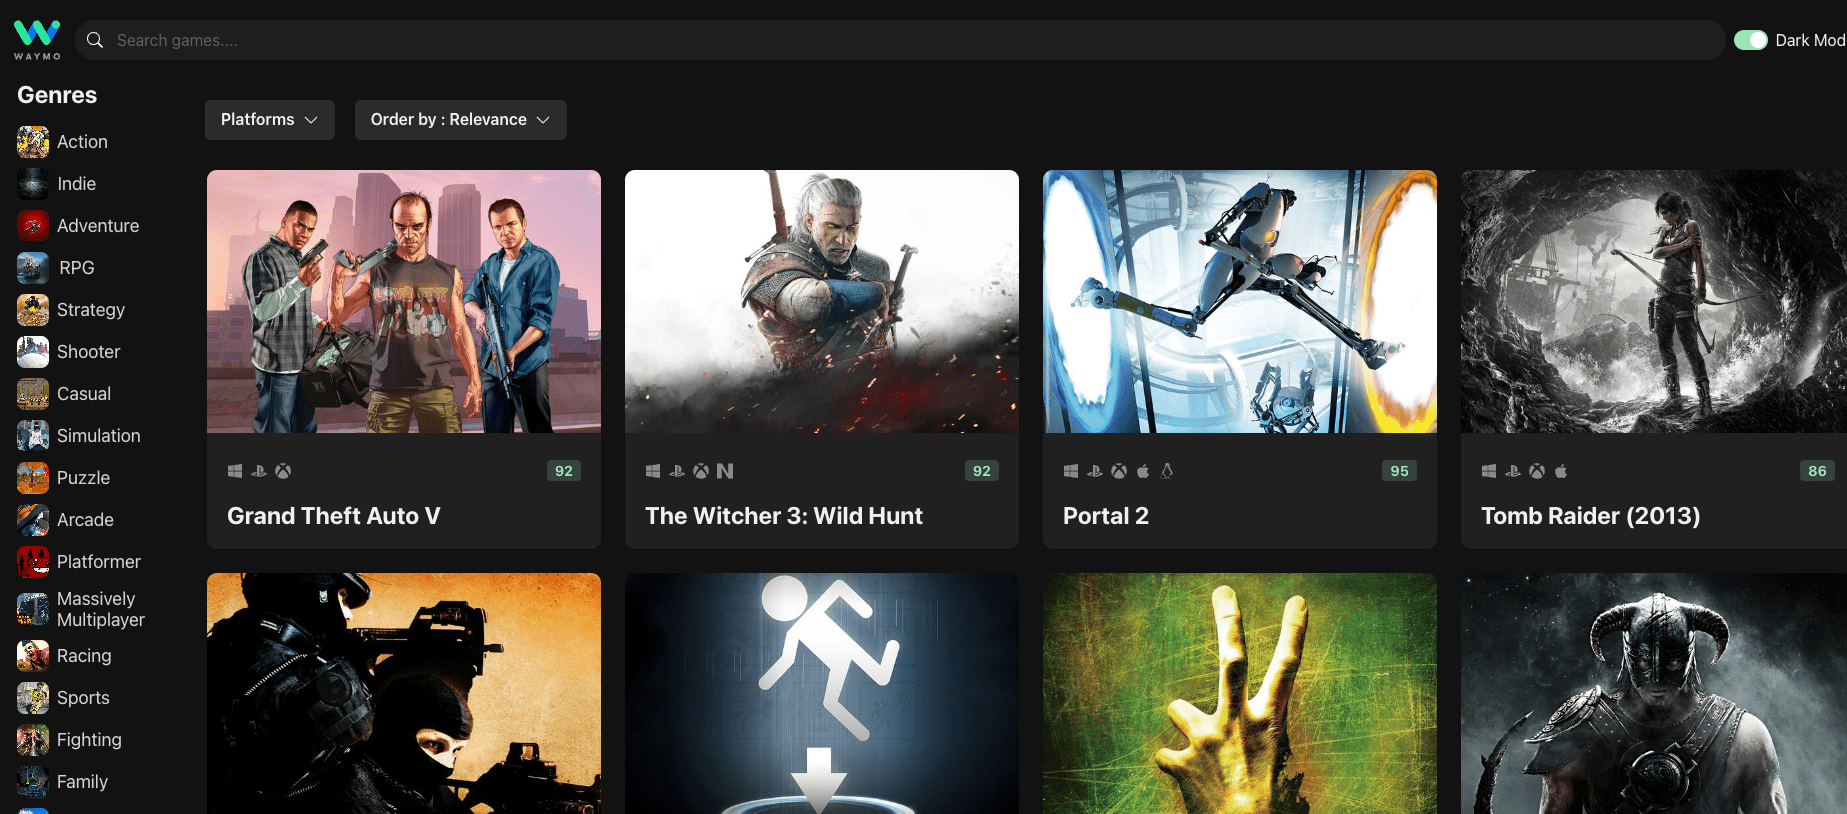 WAYMO
Search games....
Dark Mod
Genres
Action
Indie
Adventure
RPG
Strategy
Shooter
Casual
Simulation
Puzzle
Arcade
Platformer
Massively
Multiplayer
Racing
Sports
Fighting
Family
Platforms
Order by : Relevance
92
Grand Theft Auto V
92
The Witcher 3: Wild Hunt
95
Portal 2
86
Tomb Raider (2013)